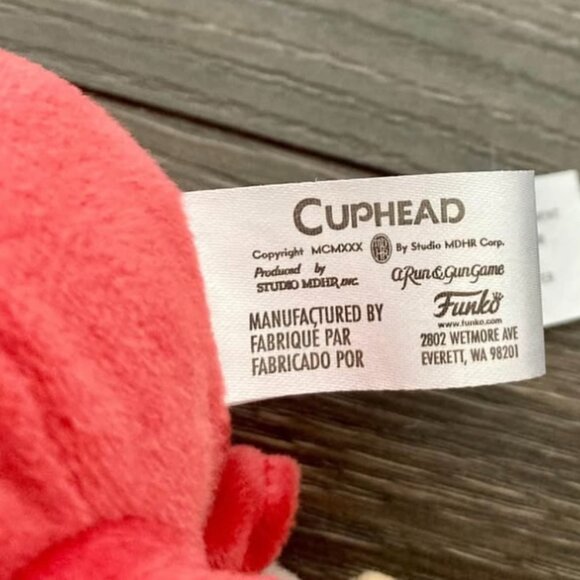 CUPHEAD
Copyright MCMXXX By Studio MDHR Corp.
Produced by
STUDIO MDHR, INC.
A Run & Gun Game
MANUFACTURED BY
FABRIQUÉ PAR
FABRICADO POR
Funko
www.funko.com
2802 WETMORE AVE
EVERETT, WA 98201